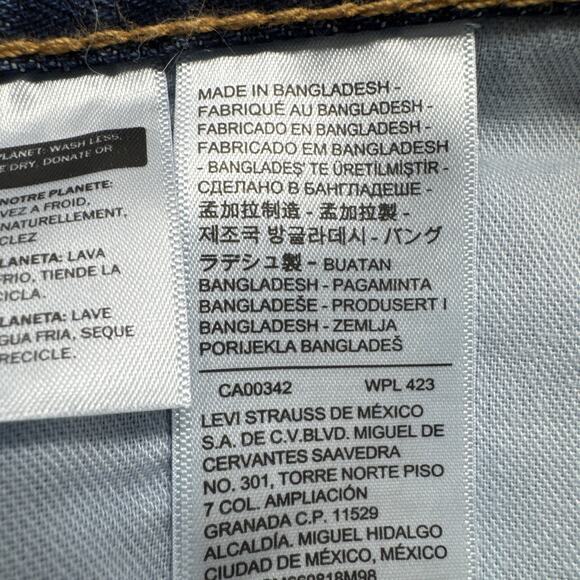 PLANET: WASH LESS,
DRY, DONATE OR
NOTRE PLANETE:
VEZ A FROID,
NATURELLEMENT,
CLEZ
LANETA: LAVA
FRIO, TIENDE LA
CICLA.
LANETA: LAVE
GUA FRIA, SEQUE
RECICLE.
MADE IN BANGLADESH -
FABRIQUÉ AU BANGLADESH -
FABRICADO EN BANGLADESH -
FABRICADO EM BANGLADESH
- BANGLADEŞ' TE ÜRETİLMİŞTİR -
СДЕЛАНО В БАНГЛАДЕШЕ -
孟加拉制造 - 孟加拉製 -
제조국 방글라데시 - バング
ラデシュ製 - BUATAN
BANGLADESH - PAGAMINTA
BANGLADEŠE - PRODUSERT I
BANGLADESH - ZEMLJA
PORIJEKLA BANGLADEŠ
CA00342 WPL 423
LEVI STRAUSS DE MÉXICO
S.A. DE C.V.BLVD. MIGUEL DE
CERVANTES SAAVEDRA
NO. 301, TORRE NORTE PISO
7 COL. AMPLIACIÓN
GRANADA C.P. 11529
ALCALDÍA. MIGUEL HIDALGO
CIUDAD DE MÉXICO, MÉXICO